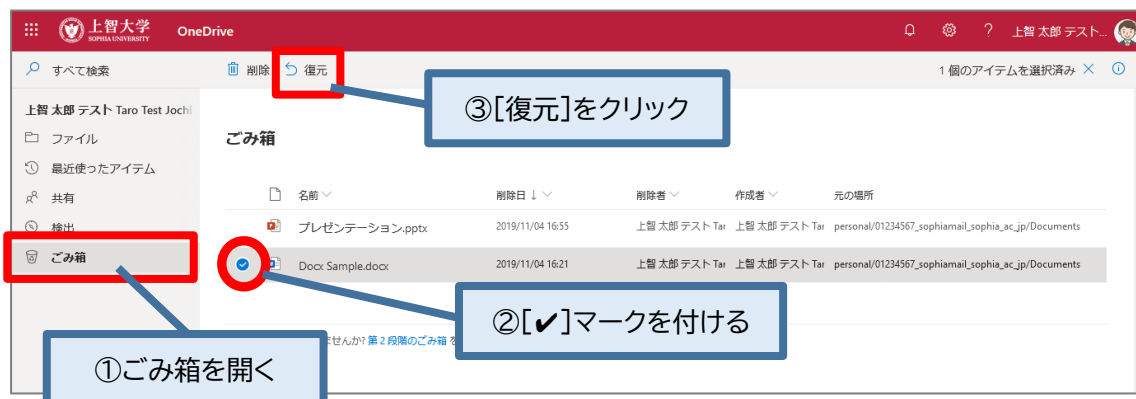 上智大学
SOPHIA UNIVERSITY
OneDrive
? 上智 太郎 テスト...
すべて検索
削除 復元
1 個のアイテムを選択済み
③[復元]をクリック
上智 太郎 テスト Taro Test Jochi
ファイル
最近使ったアイテム
共有
検出
ごみ箱
ごみ箱
名前 削除日 ↓ 削除者 作成者 元の場所
プレゼンテーション.pptx 2019/11/04 16:55 上智 太郎 テスト Tar 上智 太郎 テスト Tar personal/01234567_sophiamail_sophia_ac_jp/Documents
Docx Sample.docx 2019/11/04 16:21 上智 太郎 テスト Tar 上智 太郎 テスト Tar personal/01234567_sophiamail_sophia_ac_jp/Documents
②[✔]マークを付ける
ませんか? 第 2 段階のごみ箱 を
①ごみ箱を開く